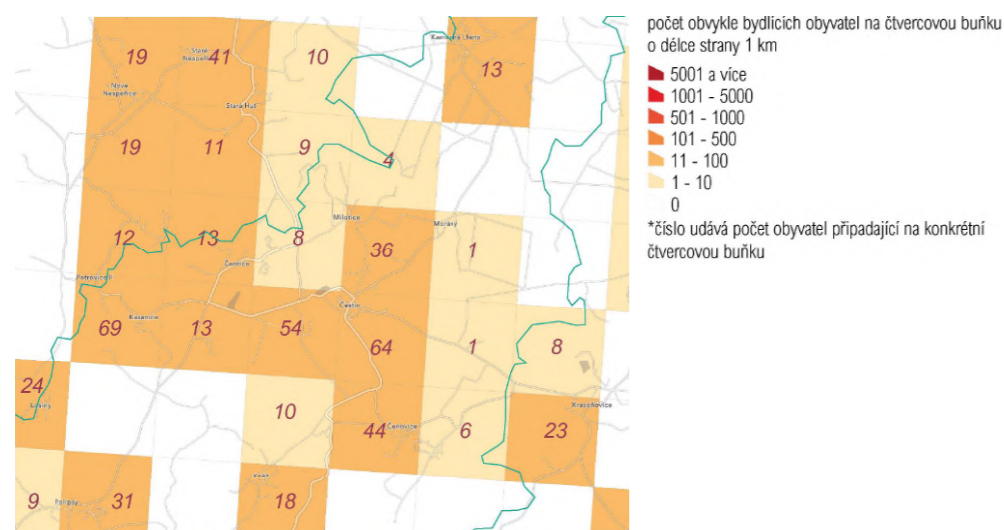 počet obvykle bydlících obyvatel na čtvercovou buňku
o délce strany 1 km
5001 a více
1001 - 5000
501 - 1000
101 - 500
11 - 100
1 - 10
0
*číslo udává počet obyvatel připadající na konkrétní
čtvercovou buňku
19
41
10
13
Nové
Stará Huť
19
11
9
4
Milotice
Morány
12
13
8
36
1
Petrovice II
Čenovice
Čestín
69
13
54
64
1
8
24
10
44
6
23
9
31
18